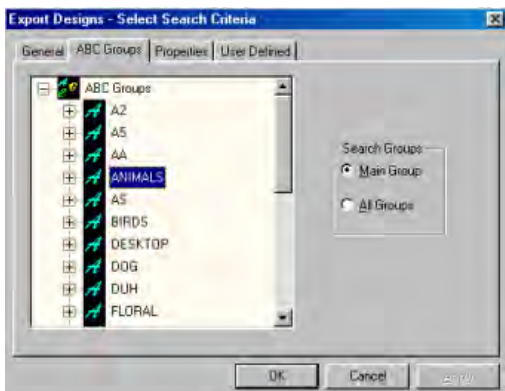 Export Designs - Select Search Criteria
General ABC Groups Properties User Defined
ABC Groups
A2
A5
AA
ANIMALS
AS
BIRDS
DESKTOP
DOG
DUH
FLORAL
Search Groups
Main Group
All Groups
OK Cancel Apply